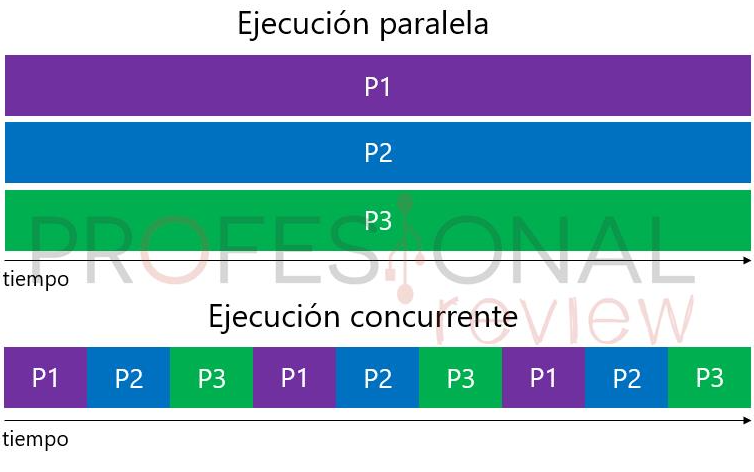 Ejecución paralela
P1
P2
P3
PROFESIONAL
review
tiempo
Ejecución concurrente
P1 P2 P3 P1 P2 P3 P1 P2 P3
tiempo